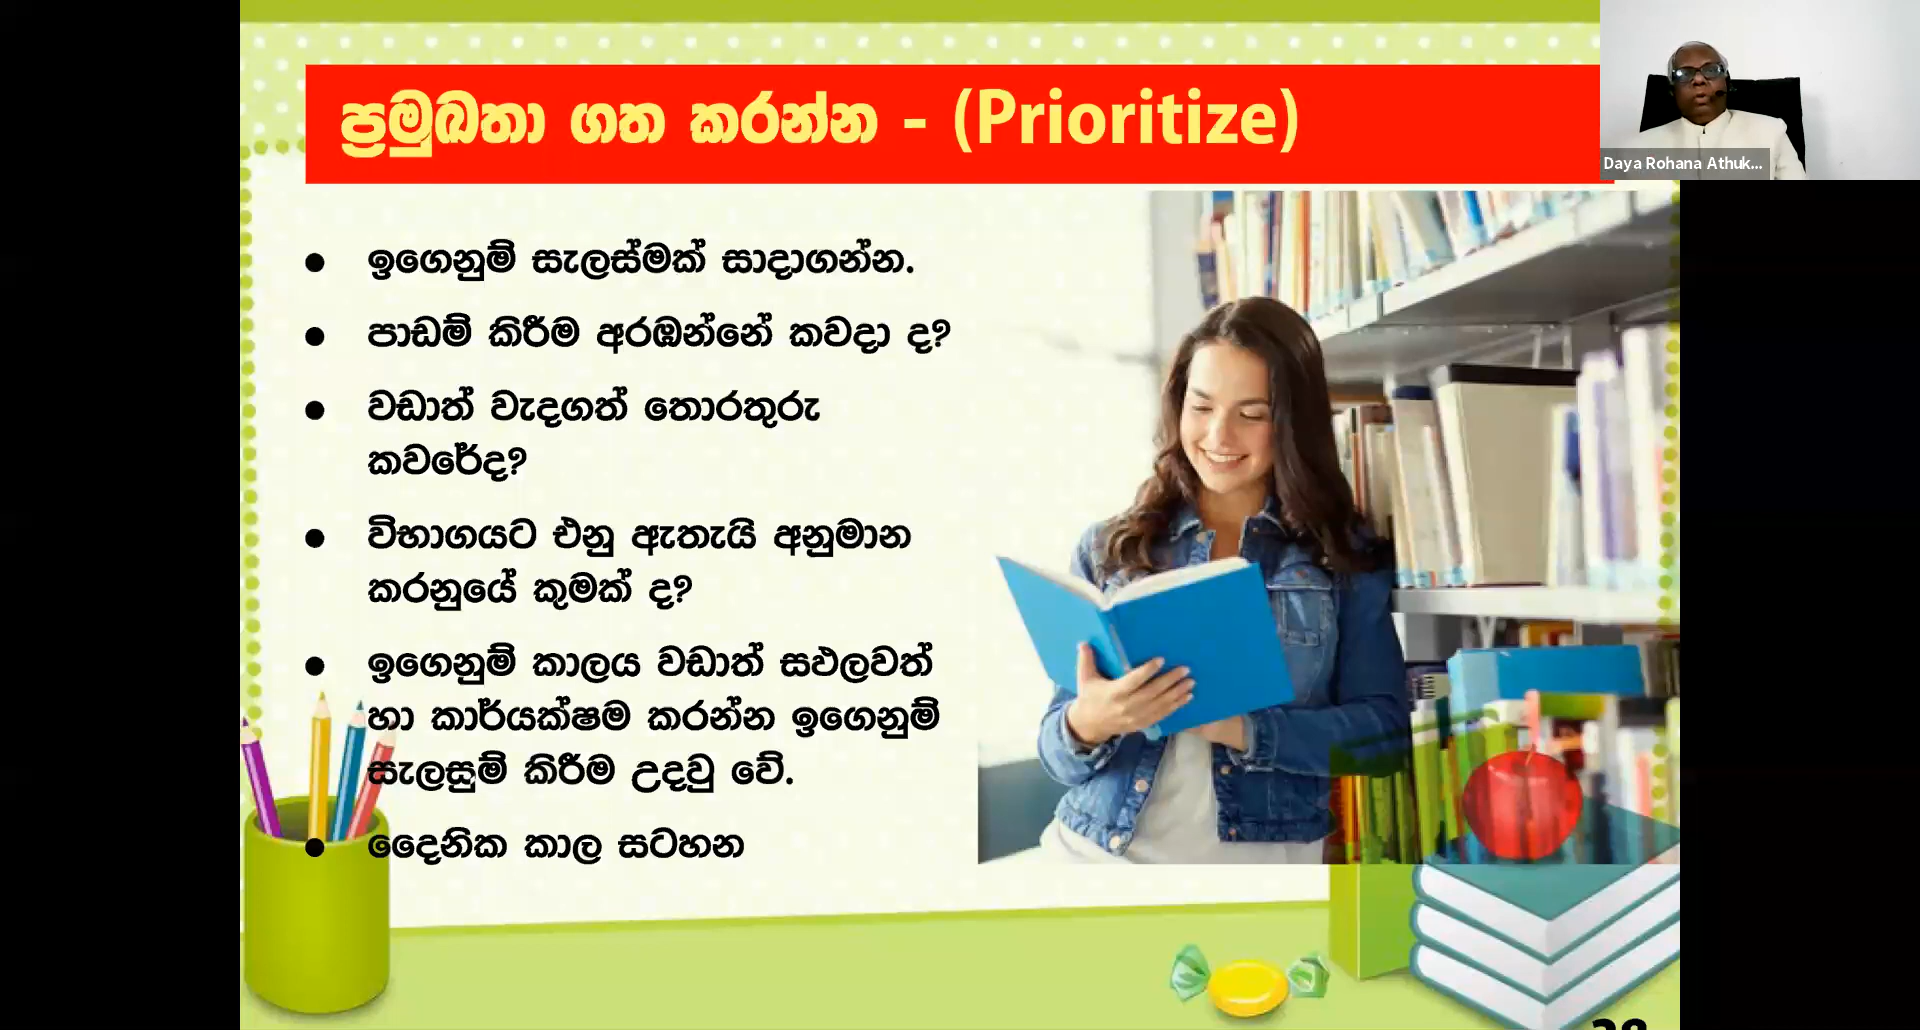 ප්‍රමුඛතා ගත කරන්න - (Prioritize)
Daya Rohana Athuk...
● ඉගෙනුම් සැලස්මක් සාදාගන්න.
● පාඩම් කිරීම අරඹන්නේ කවදා ද?
● වඩාත් වැදගත් තොරතුරු
කවරේද?
● විභාගයට එනු ඇතැයි අනුමාන
කරනුයේ කුමක් ද?
● ඉගෙනුම් කාලය වඩාත් සඵලවත්
හා කාර්යක්ෂම කරන්න ඉගෙනුම්
සැලසුම් කිරීම උදවු වේ.
● දෛනික කාල සටහන